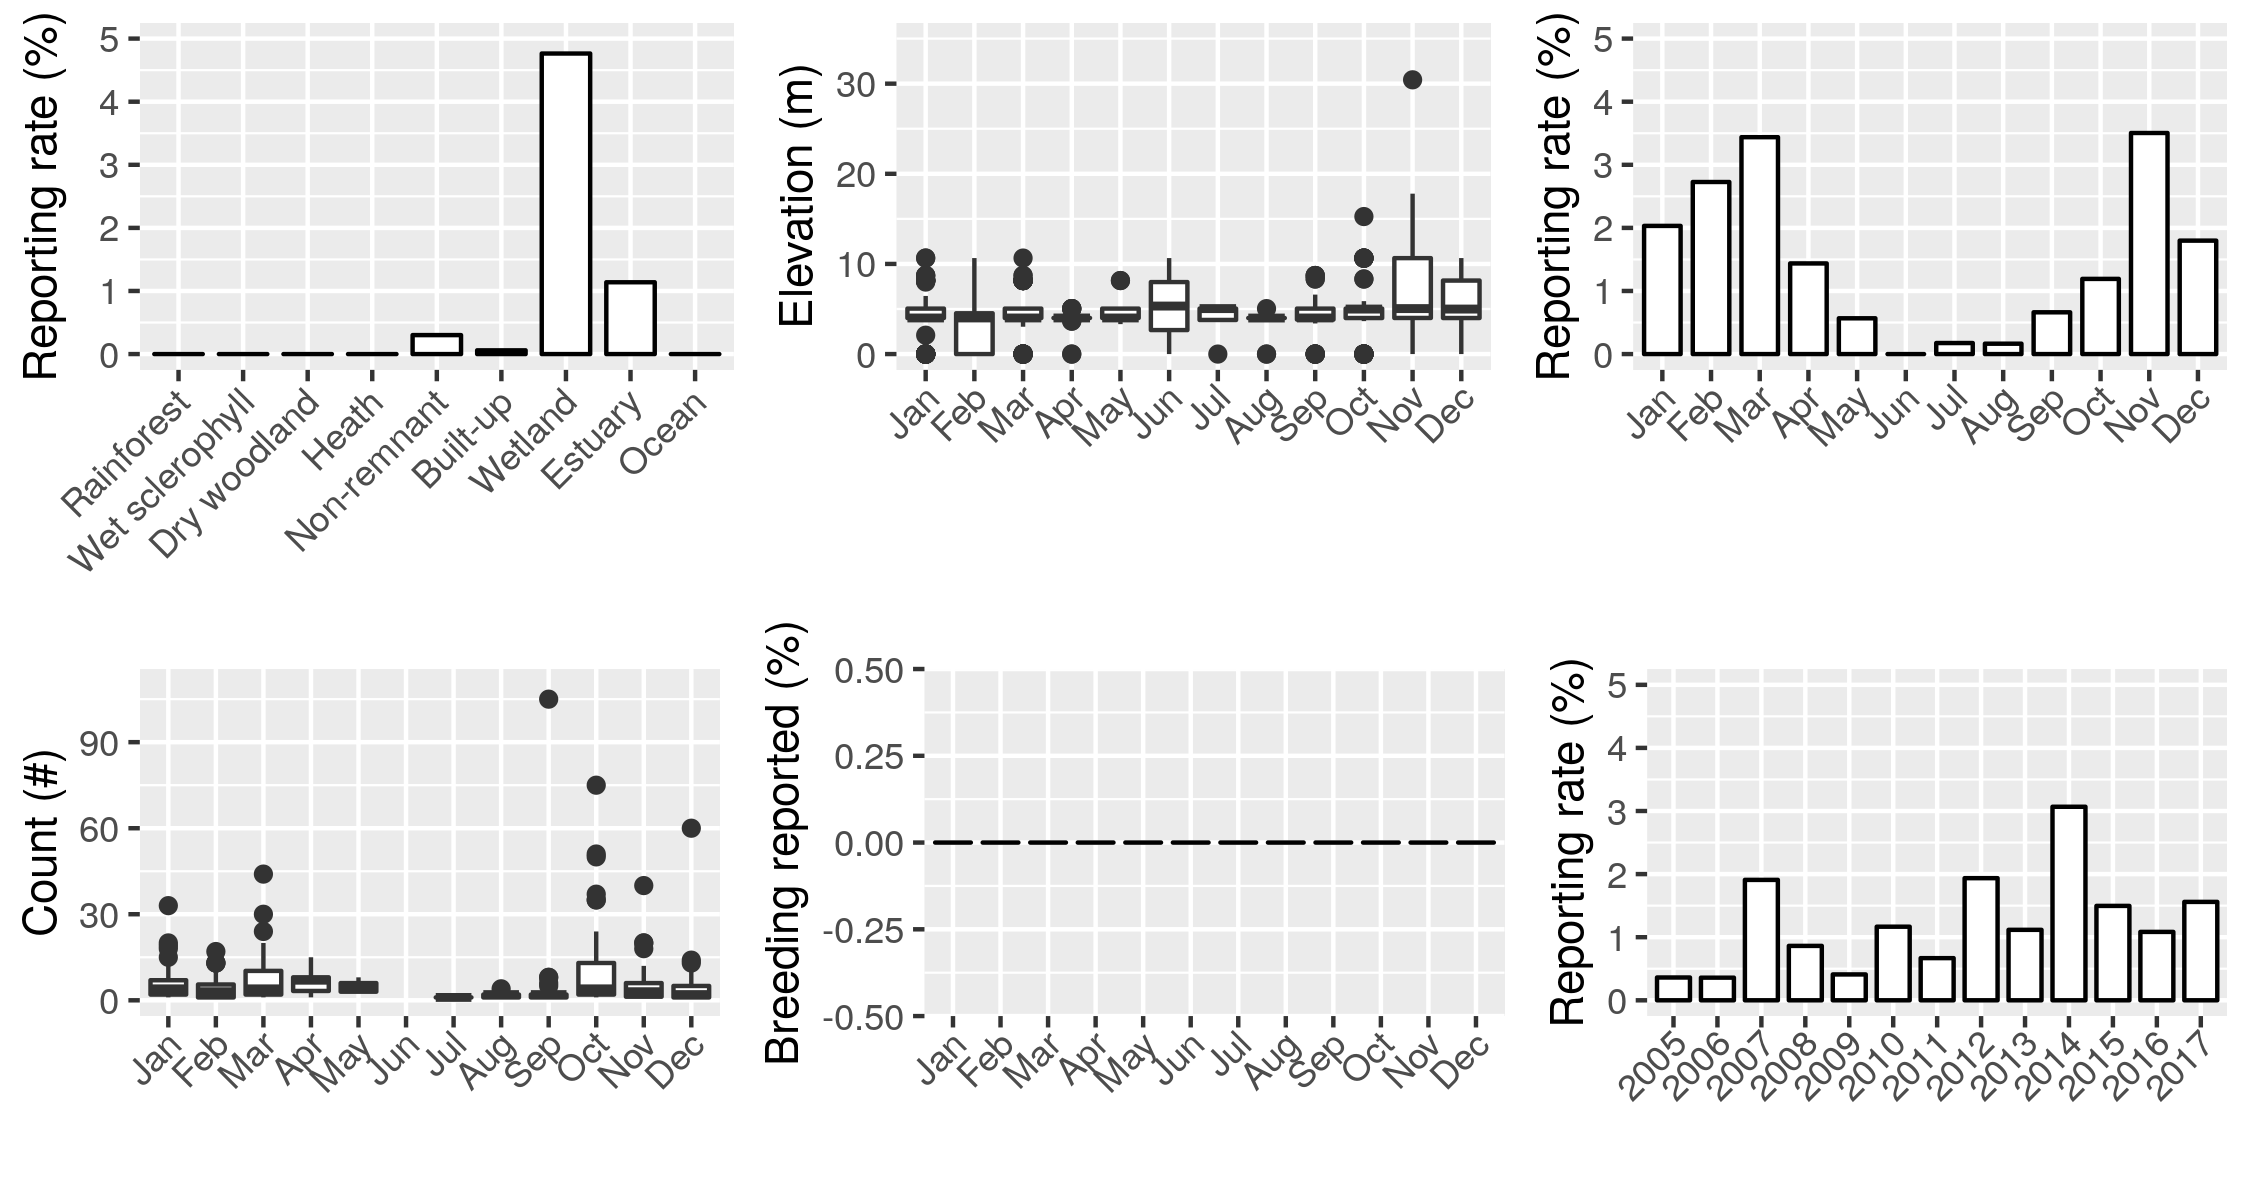 Reporting rate (%)
5
4
3
2
1
0
Rainforest
Wet sclerophyll
Dry woodland
Heath
Non-remnant
Built-up
Wetland
Estuary
Ocean
Elevation (m)
30
20
10
0
Jan
Feb
Mar
Apr
May
Jun
Jul
Aug
Sep
Oct
Nov
Dec
Reporting rate (%)
5
4
3
2
1
0
Jan
Feb
Mar
Apr
May
Jun
Jul
Aug
Sep
Oct
Nov
Dec
Count (#)
90
60
30
0
Jan
Feb
Mar
Apr
May
Jun
Jul
Aug
Sep
Oct
Nov
Dec
Breeding reported (%)
0.50
0.25
0.00
-0.25
-0.50
Jan
Feb
Mar
Apr
May
Jun
Jul
Aug
Sep
Oct
Nov
Dec
Reporting rate (%)
5
4
3
2
1
0
2005
2006
2007
2008
2009
2010
2011
2012
2013
2014
2015
2016
2017